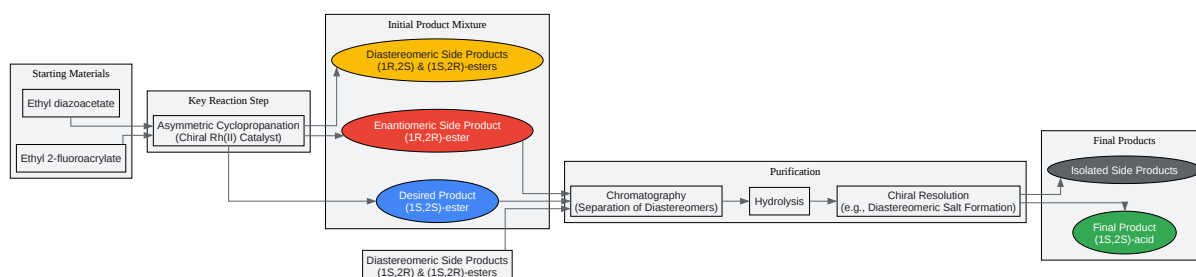 Starting Materials
Ethyl diazoacetate
Ethyl 2-fluoroacrylate
Key Reaction Step
Asymmetric Cyclopropanation
(Chiral Rh(II) Catalyst)
Initial Product Mixture
Diastereomeric Side Products
(1R,2S) & (1S,2R)-esters
Enantiomeric Side Product
(1R,2R)-ester
Desired Product
(1S,2S)-ester
Diastereomeric Side Products
(1S,2R) & (1S,2R)-esters
Purification
Chromatography
(Separation of Diastereomers)
Hydrolysis
Chiral Resolution
(e.g., Diastereomeric Salt Formation)
Final Products
Isolated Side Products
Final Product
(1S,2S)-acid